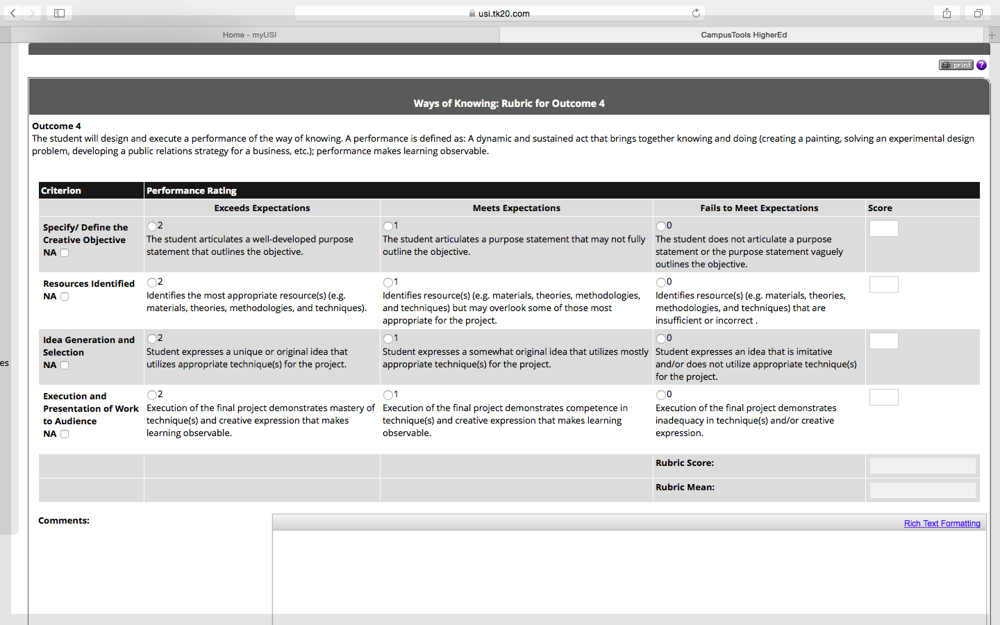 usi.tk20.com
Home - myUSI
CampusTools HigherEd
print ?
Ways of Knowing: Rubric for Outcome 4
Outcome 4
The student will design and execute a performance of the way of knowing. A performance is defined as: A dynamic and sustained act that brings together knowing and doing (creating a painting, solving an experimental design
problem, developing a public relations strategy for a business, etc.); performance makes learning observable.
Criterion
Performance Rating
Exceeds Expectations
Meets Expectations
Fails to Meet Expectations
Score
Specify/ Define the
Creative Objective
NA
2
The student articulates a well-developed purpose
statement that outlines the objective.
1
The student articulates a purpose statement that may not fully
outline the objective.
0
The student does not articulate a purpose
statement or the purpose statement vaguely
outlines the objective.
Resources Identified
NA
2
Identifies the most appropriate resource(s) (e.g.
materials, theories, methodologies, and techniques).
1
Identifies resource(s) (e.g. materials, theories, methodologies,
and techniques) but may overlook some of those most
appropriate for the project.
0
Identifies resource(s) (e.g. materials, theories,
methodologies, and techniques) that are
insufficient or incorrect .
es
Idea Generation and
Selection
NA
2
Student expresses a unique or original idea that
utilizes appropriate technique(s) for the project.
1
Student expresses a somewhat original idea that utilizes mostly
appropriate technique(s) for the project.
0
Student expresses an idea that is imitative
and/or does not utilize appropriate technique(s)
for the project.
Execution and
Presentation of Work
to Audience
NA
2
Execution of the final project demonstrates mastery of
technique(s) and creative expression that makes
learning observable.
1
Execution of the final project demonstrates competence in
technique(s) and creative expression that makes learning
observable.
0
Execution of the final project demonstrates
inadequacy in technique(s) and/or creative
expression.
Rubric Score:
Rubric Mean:
Comments:
Rich Text Formatting